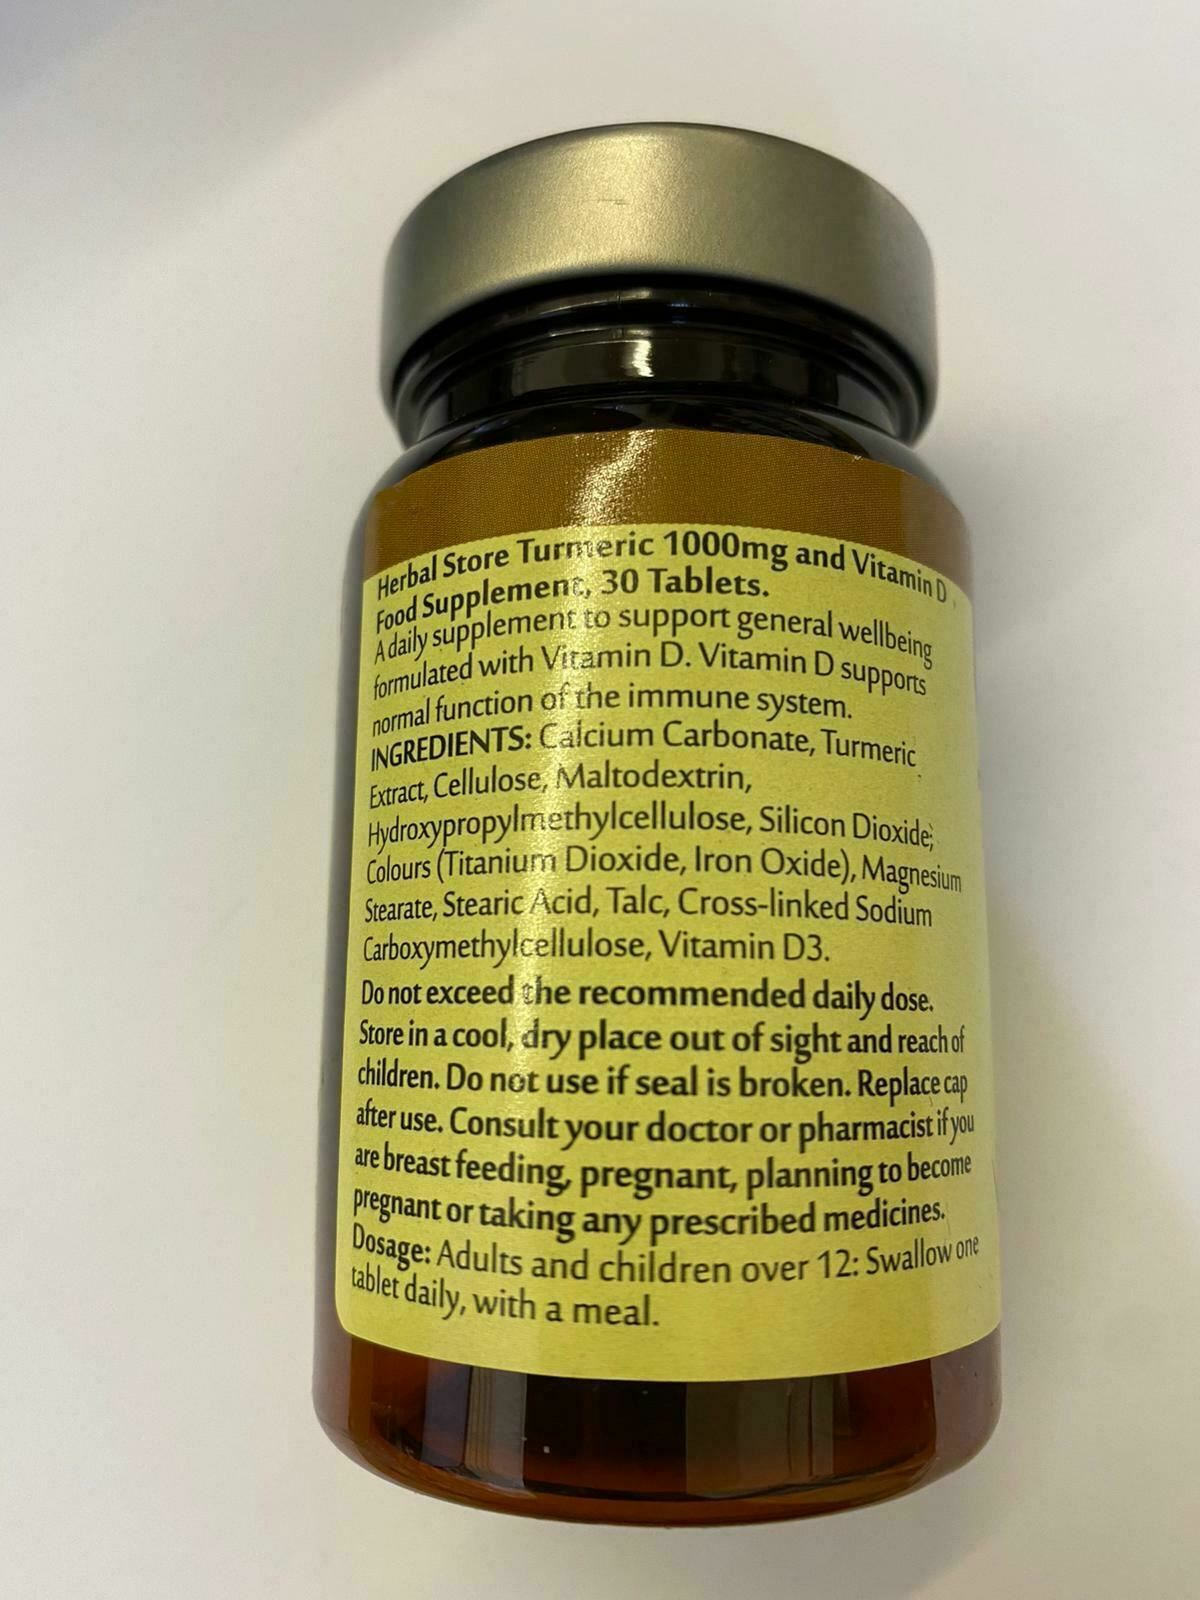 Herbal Store Turmeric 1000mg and Vitamin D
Food Supplement, 30 Tablets.
A daily supplement to support general wellbeing
formulated with Vitamin D. Vitamin D supports
normal function of the immune system.
INGREDIENTS: Calcium Carbonate, Turmeric
Extract, Cellulose, Maltodextrin,
Hydroxypropylmethylcellulose, Silicon Dioxide;
Colours (Titanium Dioxide, Iron Oxide), Magnesium
Stearate, Stearic Acid, Talc, Cross-linked Sodium
Carboxymethylcellulose, Vitamin D3.
Do not exceed the recommended daily dose.
Store in a cool, dry place out of sight and reach of
children. Do not use if seal is broken. Replace cap
after use. Consult your doctor or pharmacist if you
are breast feeding, pregnant, planning to become
pregnant or taking any prescribed medicines.
Dosage: Adults and children over 12: Swallow one
tablet daily, with a meal.